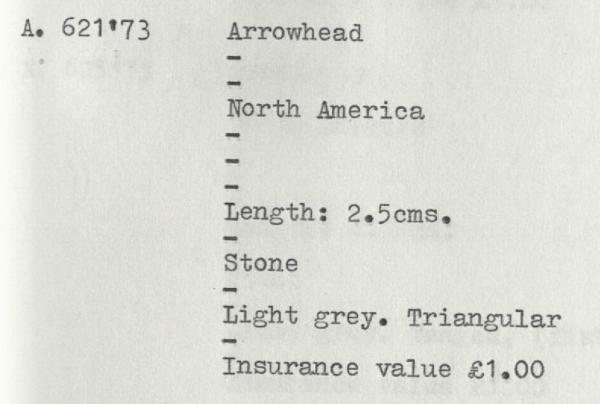 A. 621'73 Arrowhead
-
-
North America
-
-
-
Length: 2.5cms.
-
Stone
-
Light grey. Triangular
-
Insurance value £1.00